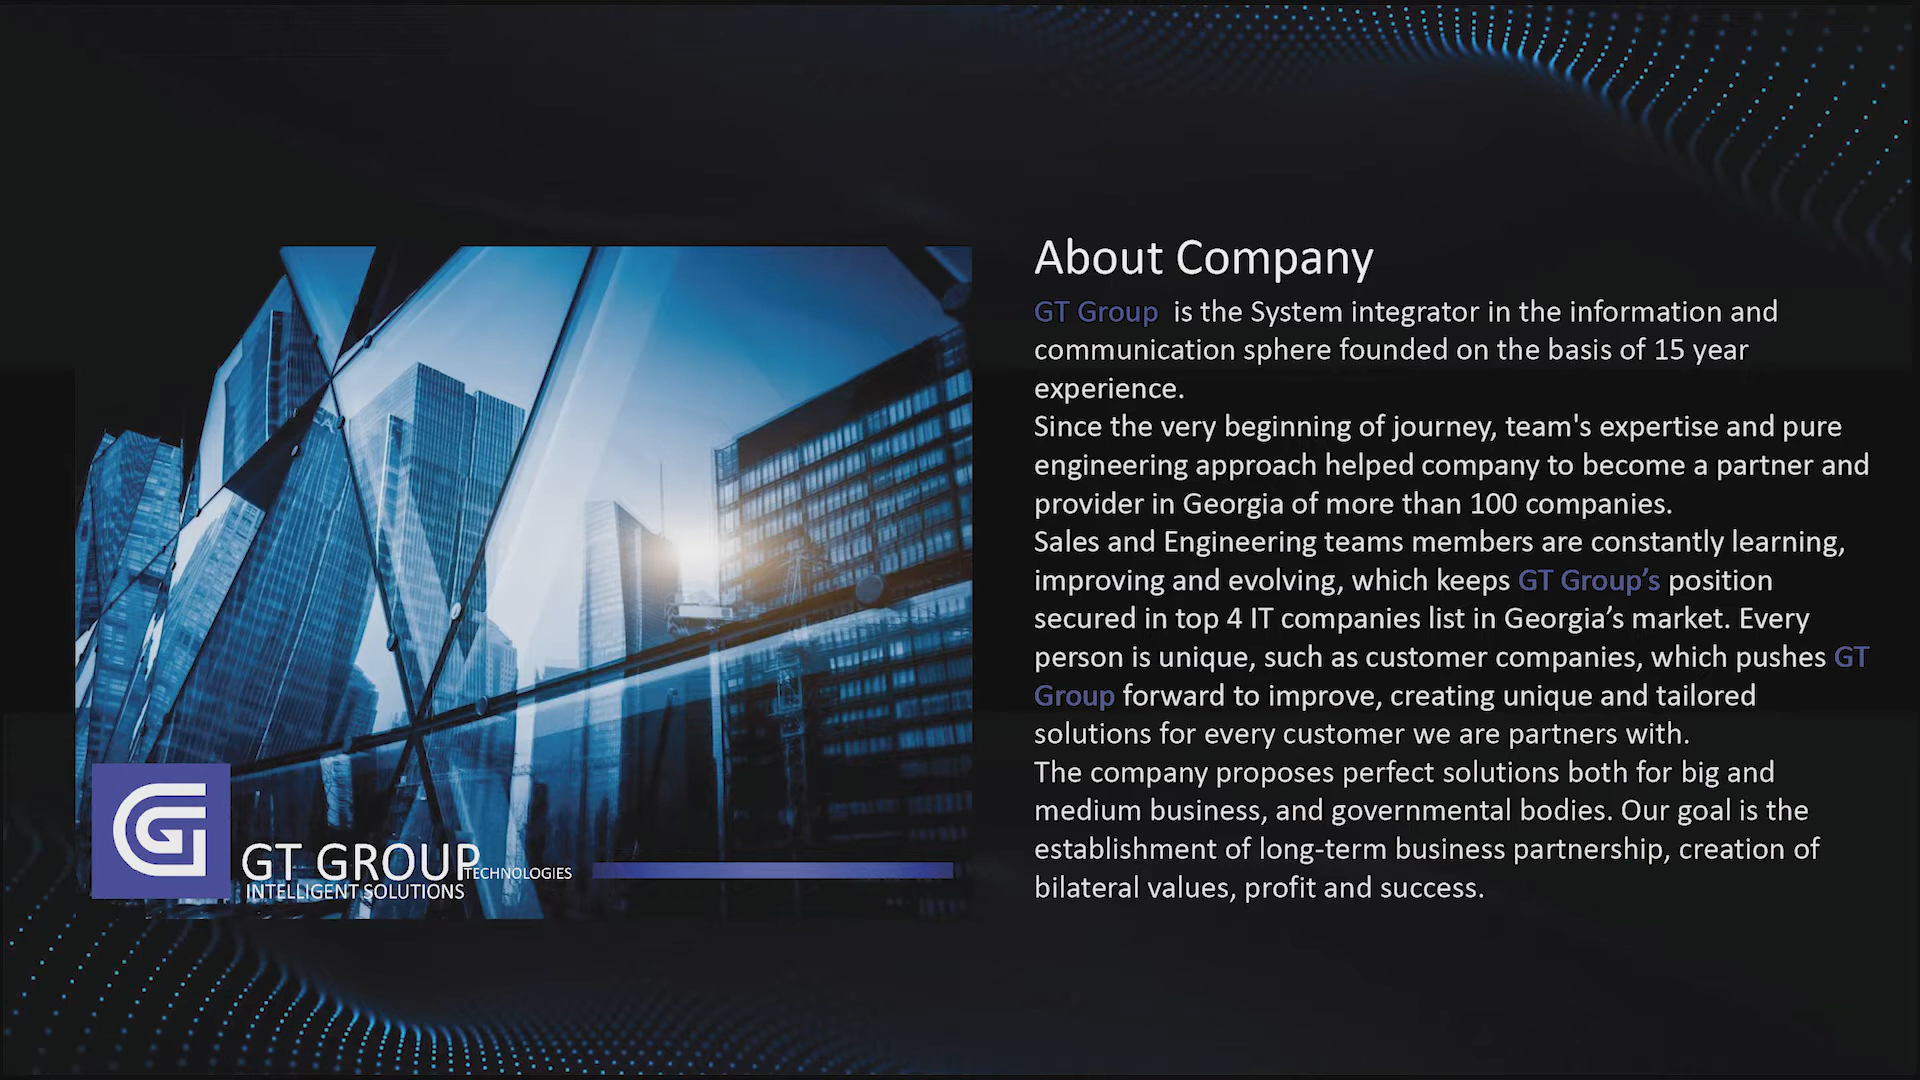 About Company
GT Group is the System integrator in the information and
communication sphere founded on the basis of 15 year
experience.
Since the very beginning of journey, team's expertise and pure
engineering approach helped company to become a partner and
provider in Georgia of more than 100 companies.
Sales and Engineering teams members are constantly learning,
improving and evolving, which keeps GT Group’s position
secured in top 4 IT companies list in Georgia’s market. Every
person is unique, such as customer companies, which pushes GT
Group forward to improve, creating unique and tailored
solutions for every customer we are partners with.
The company proposes perfect solutions both for big and
medium business, and governmental bodies. Our goal is the
establishment of long-term business partnership, creation of
bilateral values, profit and success.
GT GROUP
TECHNOLOGIES
INTELLIGENT SOLUTIONS